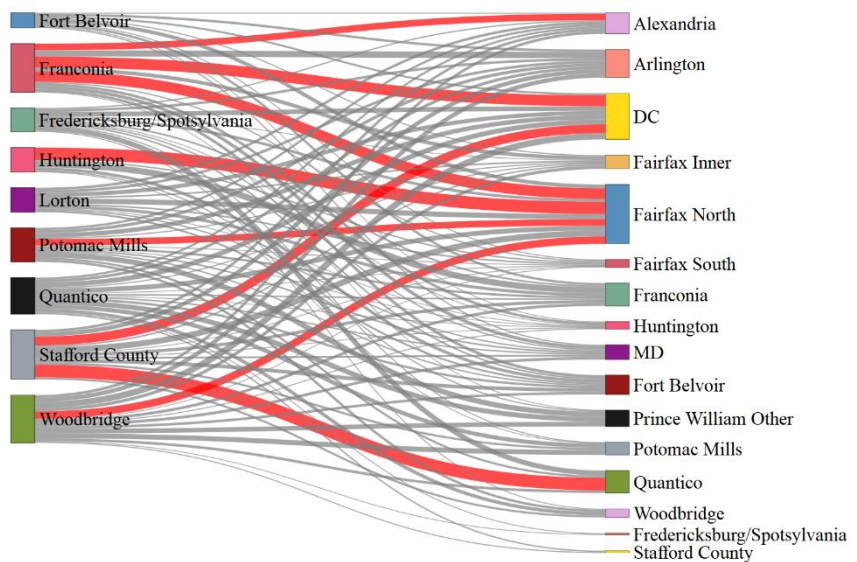 Fort Belvoir
Franconia
Fredericksburg/Spotsylvania
Huntington
Lorton
Potomac Mills
Quantico
Stafford County
Woodbridge
Alexandria
Arlington
DC
Fairfax Inner
Fairfax North
Fairfax South
Franconia
Huntington
MD
Fort Belvoir
Prince William Other
Potomac Mills
Quantico
Woodbridge
Fredericksburg/Spotsylvania
Stafford County